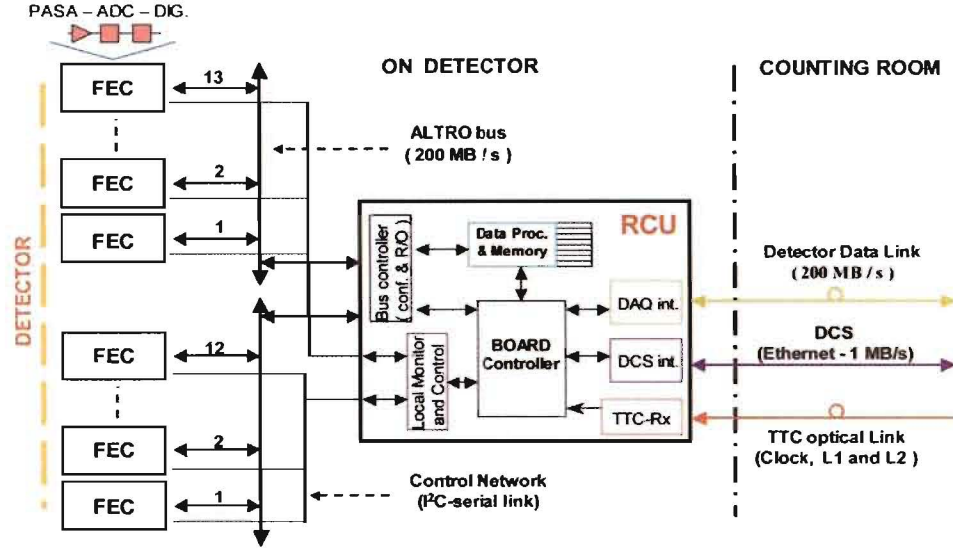 PASA – ADC – DIG.
FEC
13
ON DETECTOR
COUNTING ROOM
ALTRO bus
( 200 MB / s )
FEC
2
FEC
1
DETECTOR
RCU
Bus controller
( conf. & R/O )
Data Proc.
& Memory
Detector Data Link
( 200 MB / s )
DAQ int.
FEC
12
BOARD
Controller
DCS int.
DCS
(Ethernet - 1 MB/s)
Local Monitor
and Control
TTC-Rx
TTC optical Link
(Clock, L1 and L2 )
FEC
2
FEC
1
Control Network
(I²C-serial link)